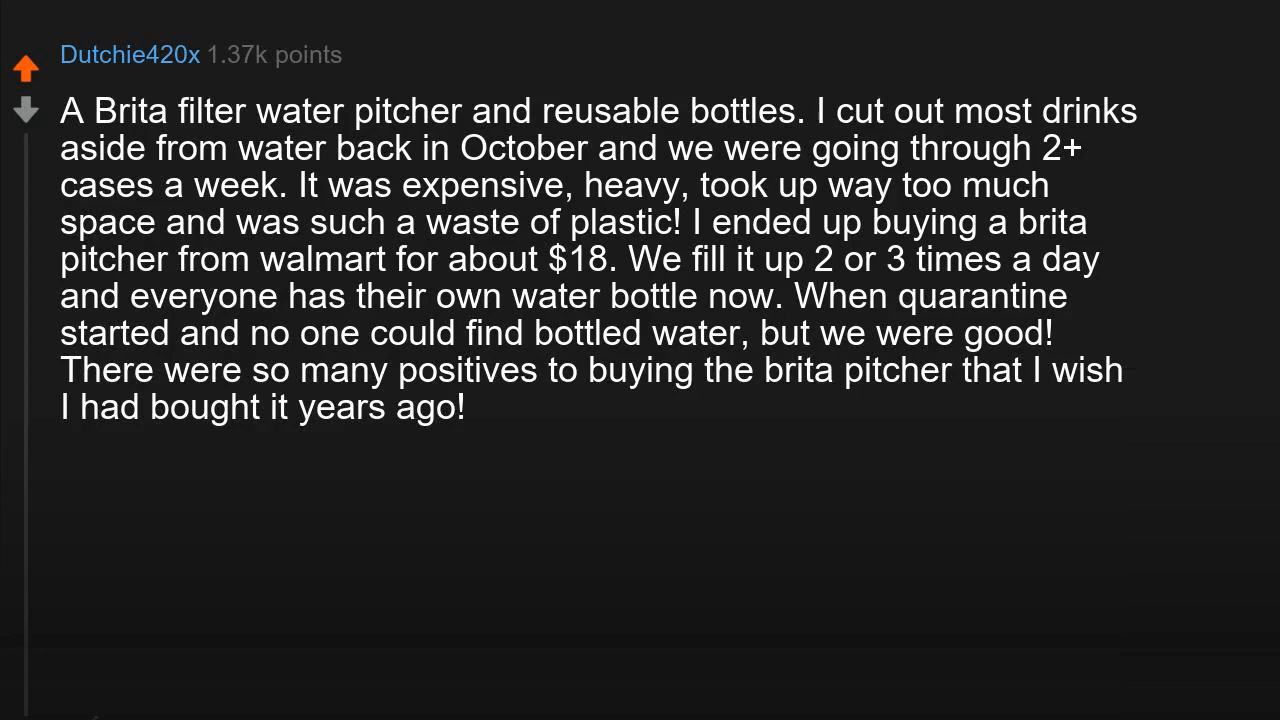 Dutchie420x 1.37k points
A Brita filter water pitcher and reusable bottles. I cut out most drinks
aside from water back in October and we were going through 2+
cases a week. It was expensive, heavy, took up way too much
space and was such a waste of plastic! I ended up buying a brita
pitcher from walmart for about $18. We fill it up 2 or 3 times a day
and everyone has their own water bottle now. When quarantine
started and no one could find bottled water, but we were good!
There were so many positives to buying the brita pitcher that I wish
I had bought it years ago!